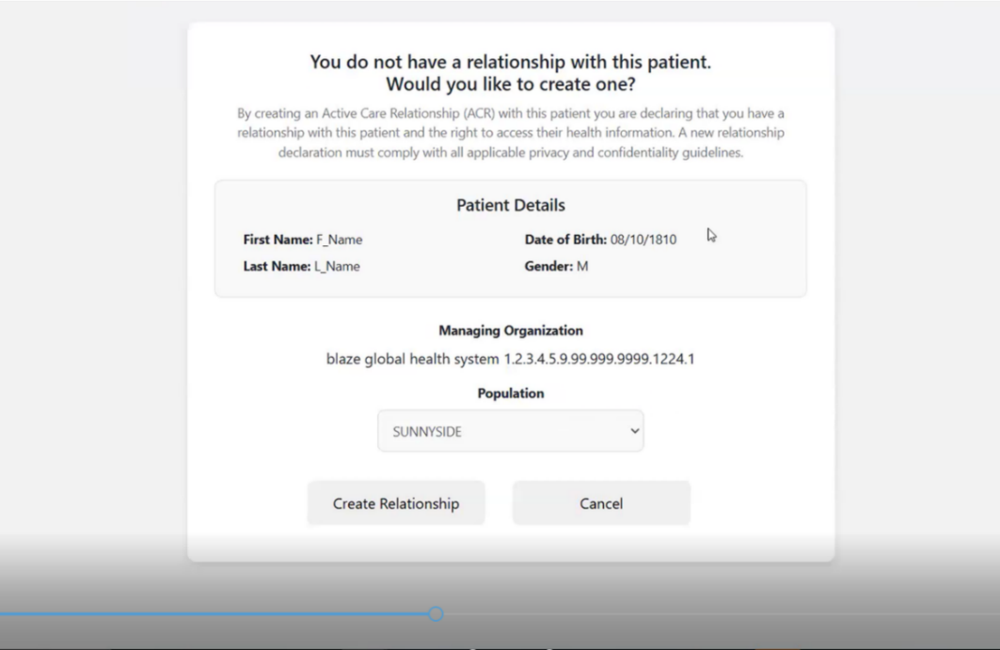 You do not have a relationship with this patient.
Would you like to create one?
By creating an Active Care Relationship (ACR) with this patient you are declaring that you have a
relationship with this patient and the right to access their health information. A new relationship
declaration must comply with all applicable privacy and confidentiality guidelines.
Patient Details
First Name: F_Name
Date of Birth: 08/10/1810
Last Name: L_Name
Gender: M
Managing Organization
blaze global health system 1.2.3.4.5.9.99.999.9999.1224.1
Population
SUNNYSIDE
Create Relationship
Cancel